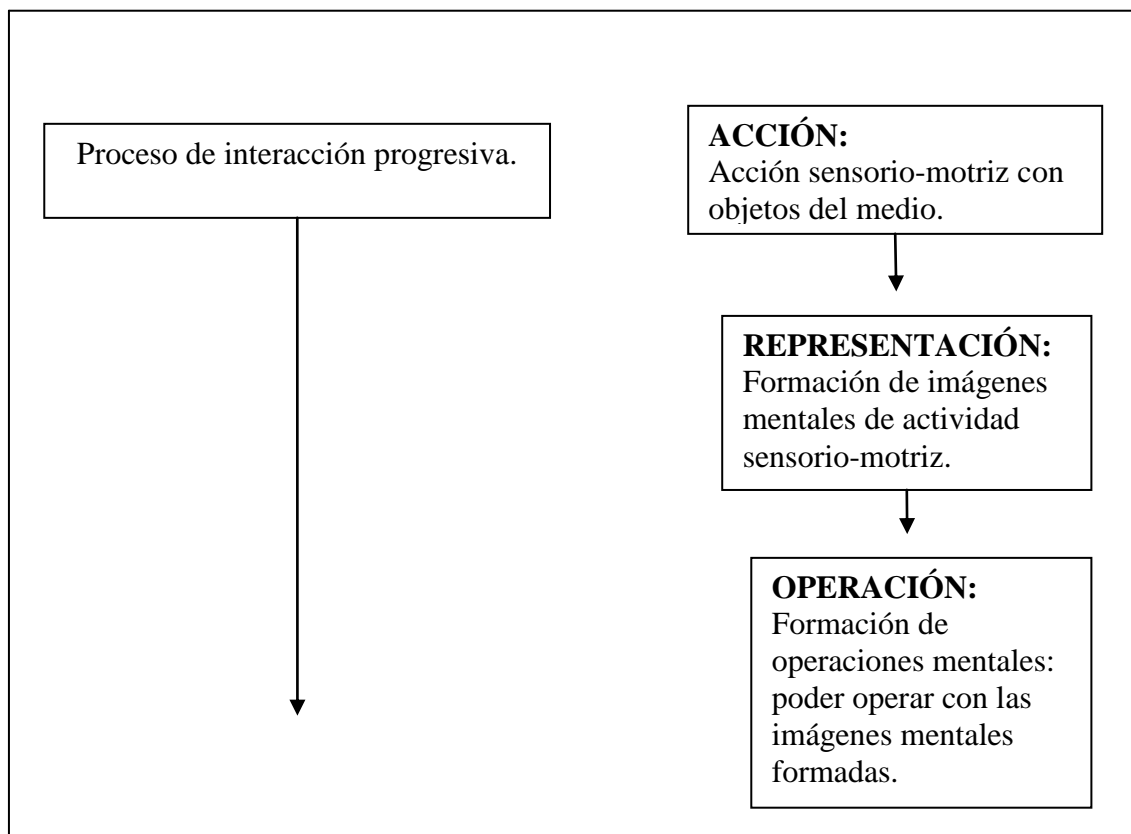 Proceso de interacción progresiva.
ACCIÓN:
Acción sensorio-motriz con
objetos del medio.
REPRESENTACIÓN:
Formación de imágenes
mentales de actividad
sensorio-motriz.
OPERACIÓN:
Formación de
operaciones mentales:
poder operar con las
imágenes mentales
formadas.